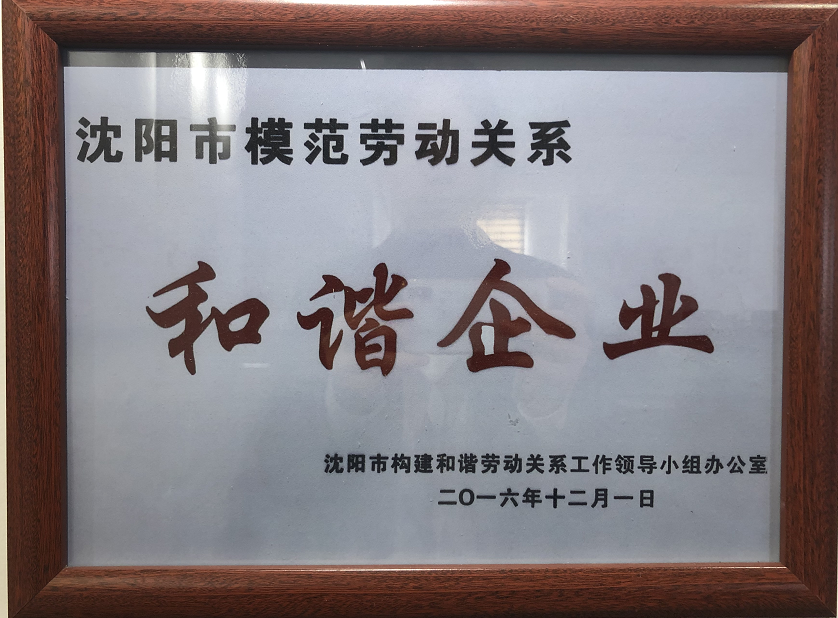 沈阳市模范劳动关系
和谐企业
沈阳市构建和谐劳动关系工作领导小组办公室
二〇一六年十二月一日